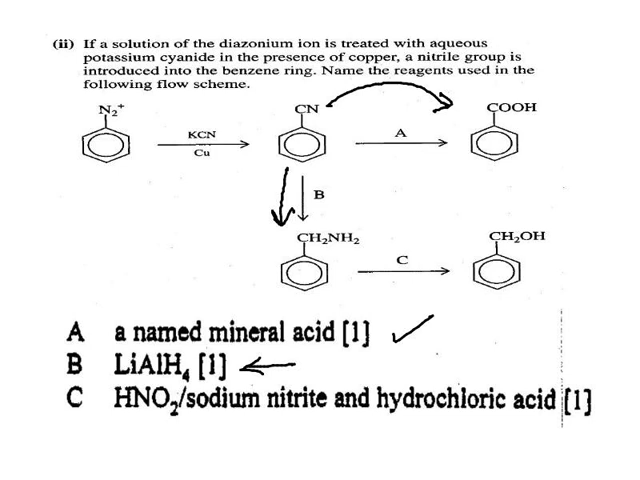 (ii) If a solution of the diazonium ion is treated with aqueous
potassium cyanide in the presence of copper, a nitrile group is
introduced into the benzene ring. Name the reagents used in the
following flow scheme.
N₂⁺ KCN Cu CN A COOH
B
CH₂NH₂ C CH₂OH
A a named mineral acid [1]
B LiAlH₄ [1]
C HNO₂/sodium nitrite and hydrochloric acid [1]